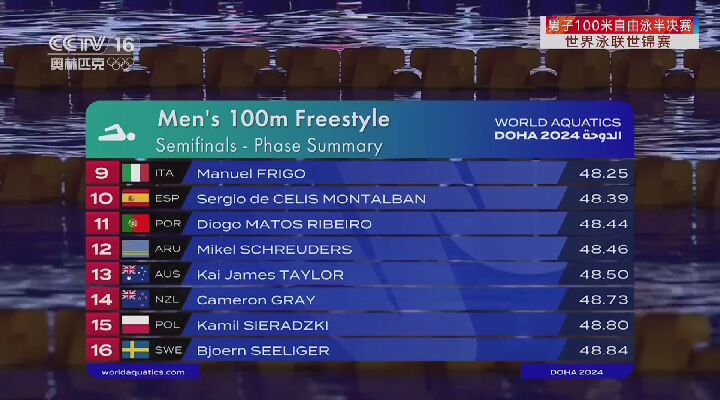 CCTV 16
奥林匹克
男子100米自由泳半决赛
世界泳联世锦赛
Men's 100m Freestyle
Semifinals - Phase Summary
WORLD AQUATICS
DOHA 2024 الدوحة
9 ITA Manuel FRIGO 48.25
10 ESP Sergio de CELIS MONTALBAN 48.39
11 POR Diogo MATOS RIBEIRO 48.44
12 ARU Mikel SCHREUDERS 48.46
13 AUS Kai James TAYLOR 48.50
14 NZL Cameron GRAY 48.73
15 POL Kamil SIERADZKI 48.80
16 SWE Bjoern SEELIGER 48.84
worldaquatics.com DOHA 2024